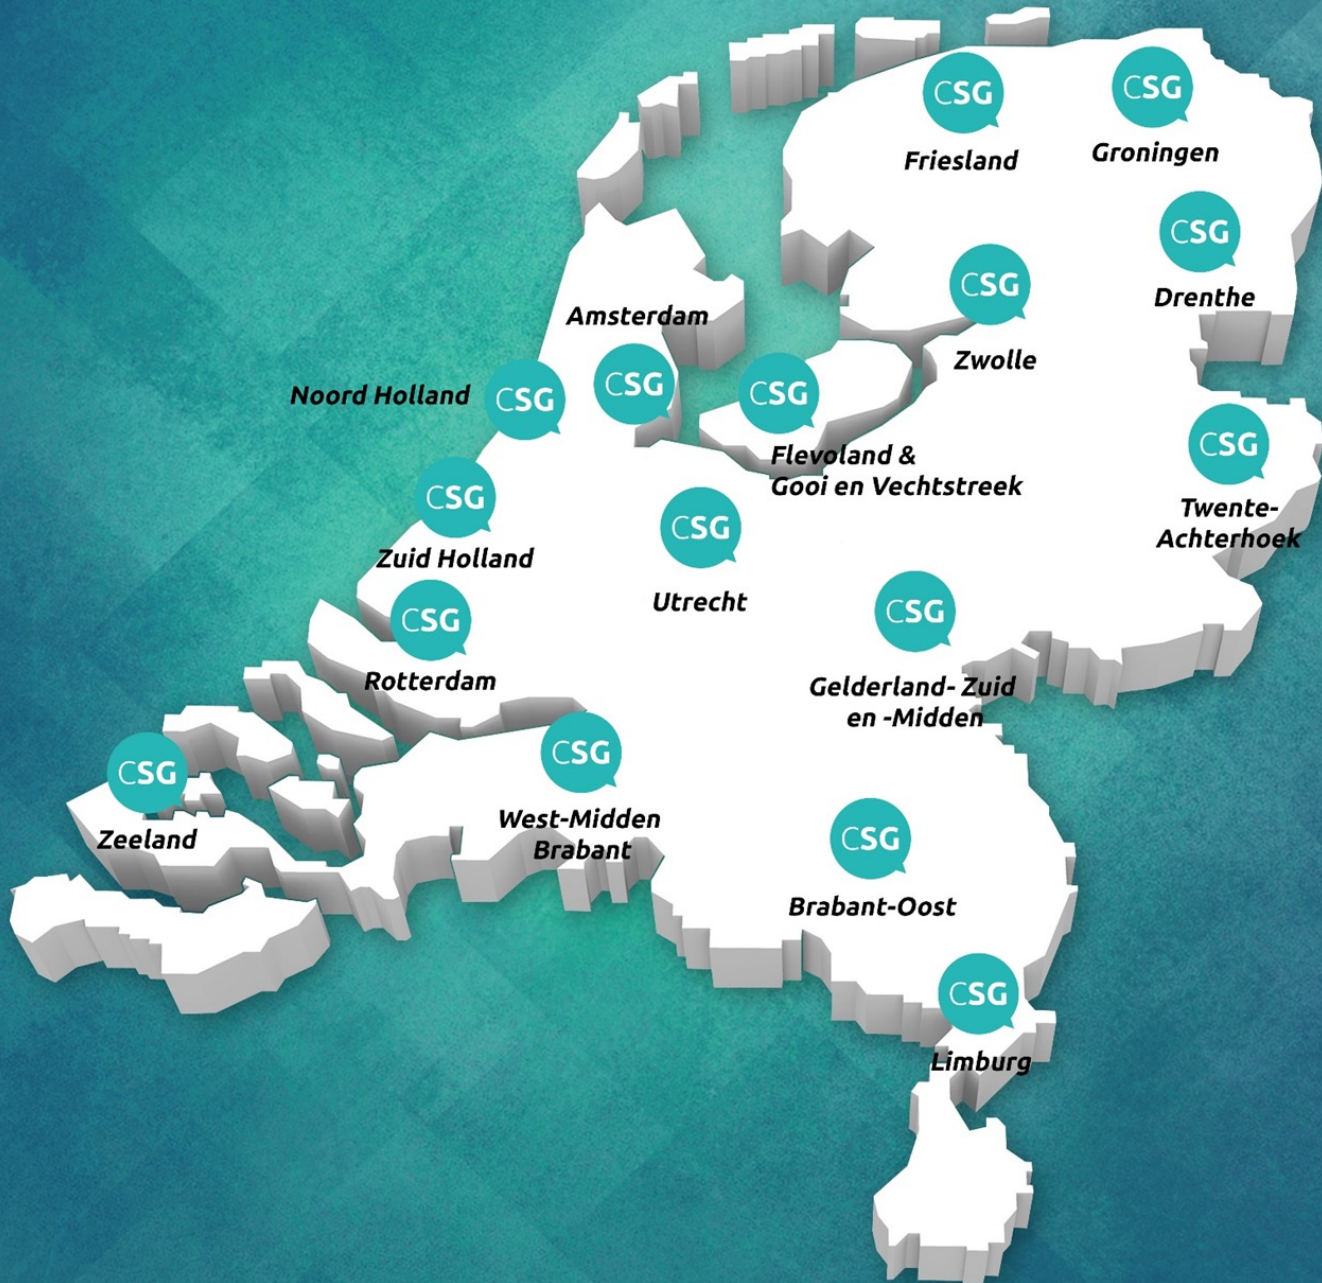 CSG
Friesland
CSG
Groningen
CSG
Drenthe
CSG
Zwolle
Amsterdam
CSG
Noord Holland
CSG
CSG
Flevoland &
Gooi en Vechtstreek
CSG
Twente-
Achterhoek
CSG
Zuid Holland
CSG
Utrecht
CSG
Rotterdam
CSG
Gelderland- Zuid
en -Midden
CSG
Zeeland
CSG
West-Midden
Brabant
CSG
Brabant-Oost
CSG
Limburg